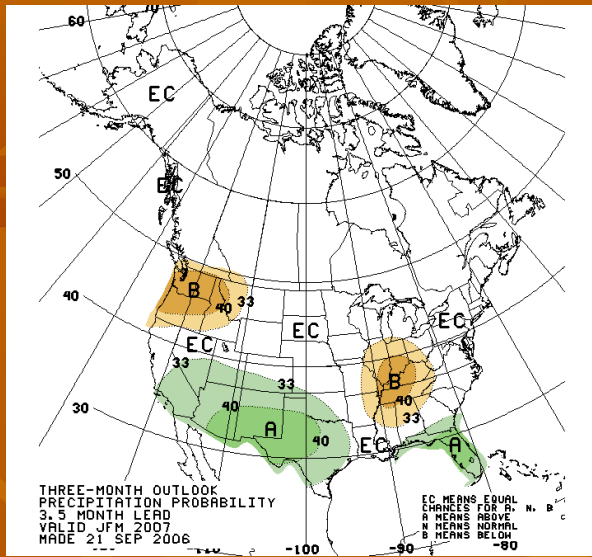 60
EC
50
EC
B
33
40
40
EC
EC
EC
33
33
B
40
33
40
A
40
30
33
EC
A
THREE-MONTH OUTLOOK
PRECIPITATION PROBABILITY
3.5 MONTH LEAD
VALID JFM 2007
MADE 21 SEP 2006
EC MEANS EQUAL
CHANCES FOR A, N, B
A MEANS ABOVE
N MEANS NORMAL
B MEANS BELOW
-110
-100
-90
-80